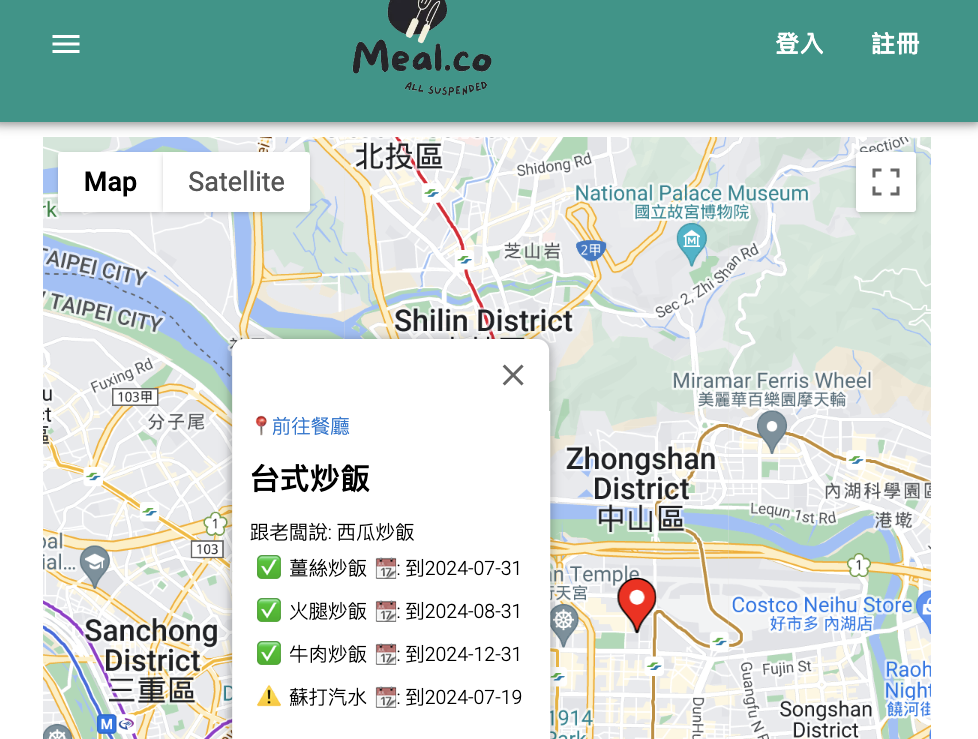 Meal.co
ALL SUSPENDED
登入
註冊
Map
Satellite
北投區
Shidong Rd
Section
National Palace Museum
國立故宮博物院
芝山岩
2甲
Sec 2, Zhi Shan Rd
TAIPEI CITY
TAIPEI CITY
Shilin District
Fuxing Rd
103甲
分子尾
Miramar Ferris Wheel
美麗華百樂園摩天輪
📍前往餐廳
台式炒飯
跟老闆說: 西瓜炒飯
✅ 薑絲炒飯 📆: 到2024-07-31
✅ 火腿炒飯 📆: 到2024-08-31
✅ 牛肉炒飯 📆: 到2024-12-31
⚠️ 蘇打汽水 📆: 到2024-07-19
Zhongshan
District
中山區
內湖科學園區
Lequn 1st Rd
港墘
1
103
1
Temple
天宮
Costco Neihu Store
好市多 內湖店
Sanchong
District
三重區
M
Fujin St
Guangfu N
DunH
Raoh
Night
饒河街
1914
Park
Songshan
District